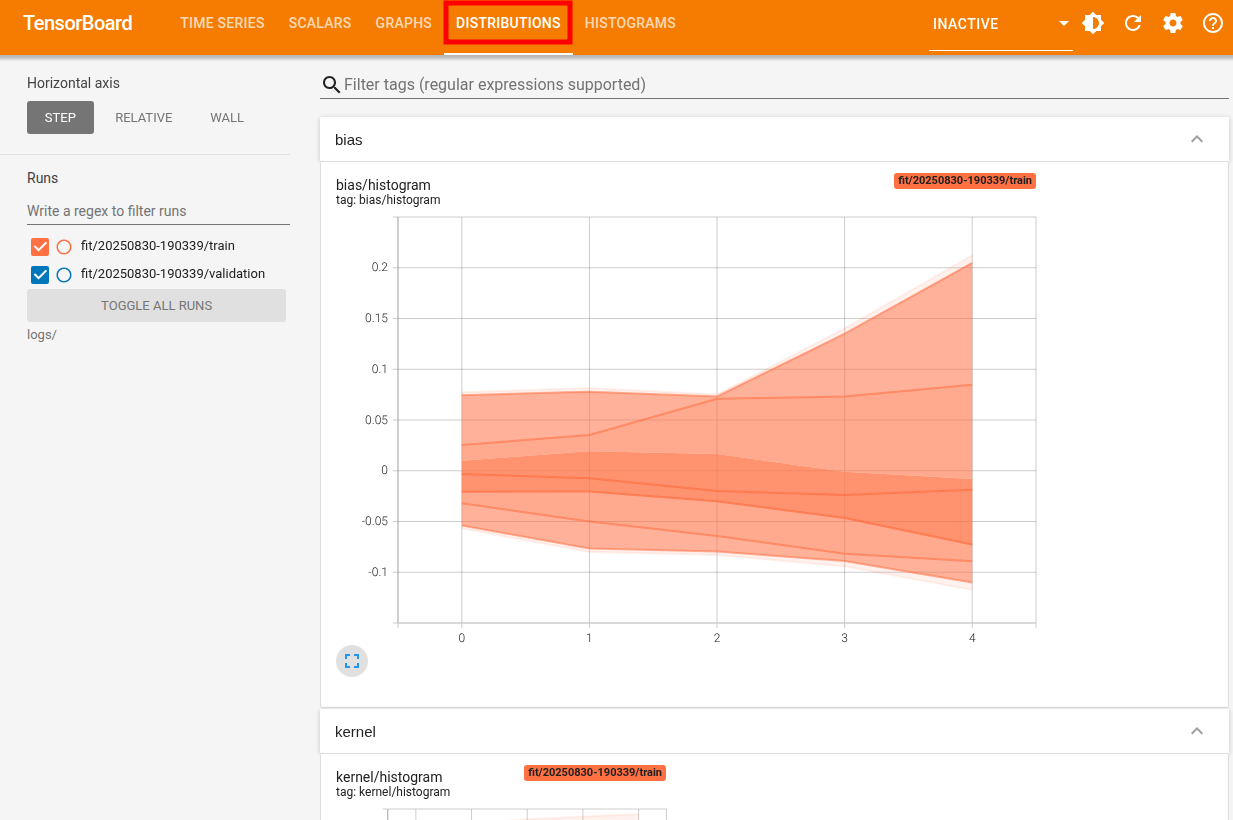 TensorBoard
TIME SERIES SCALARS GRAPHS DISTRIBUTIONS HISTOGRAMS INACTIVE
Horizontal axis
STEP RELATIVE WALL
Runs
Write a regex to filter runs
fit/20250830-190339/train
fit/20250830-190339/validation
TOGGLE ALL RUNS
logs/
Filter tags (regular expressions supported)
bias
bias/histogram
tag: bias/histogram
fit/20250830-190339/train
0.2
0.15
0.1
0.05
0
-0.05
-0.1
0 1 2 3 4
kernel
kernel/histogram
tag: kernel/histogram
fit/20250830-190339/train